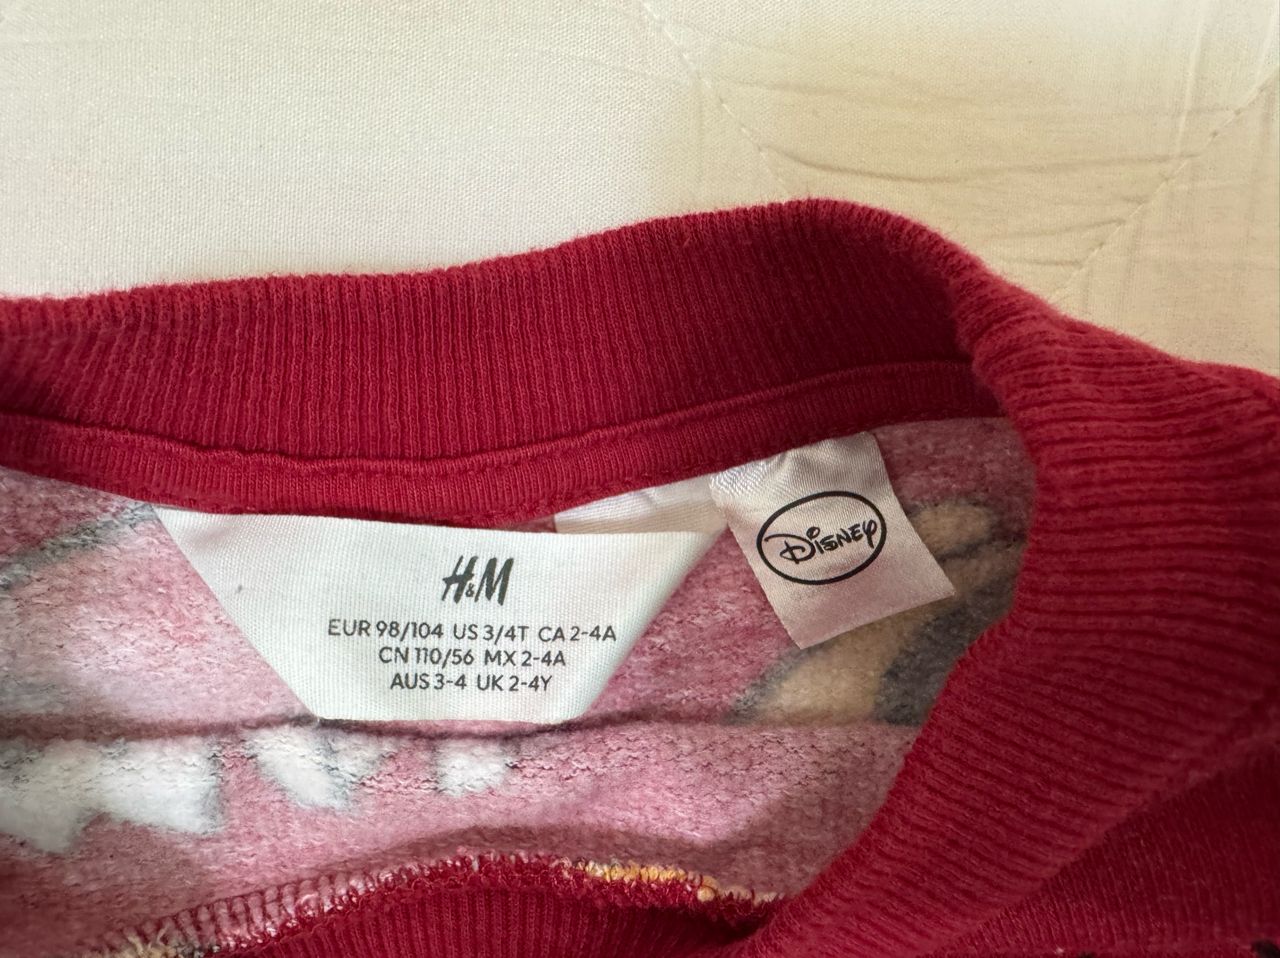 H&M
EUR 98/104 US 3/4T CA 2-4A
CN 110/56 MX 2-4A
AUS 3-4 UK 2-4Y
Disney